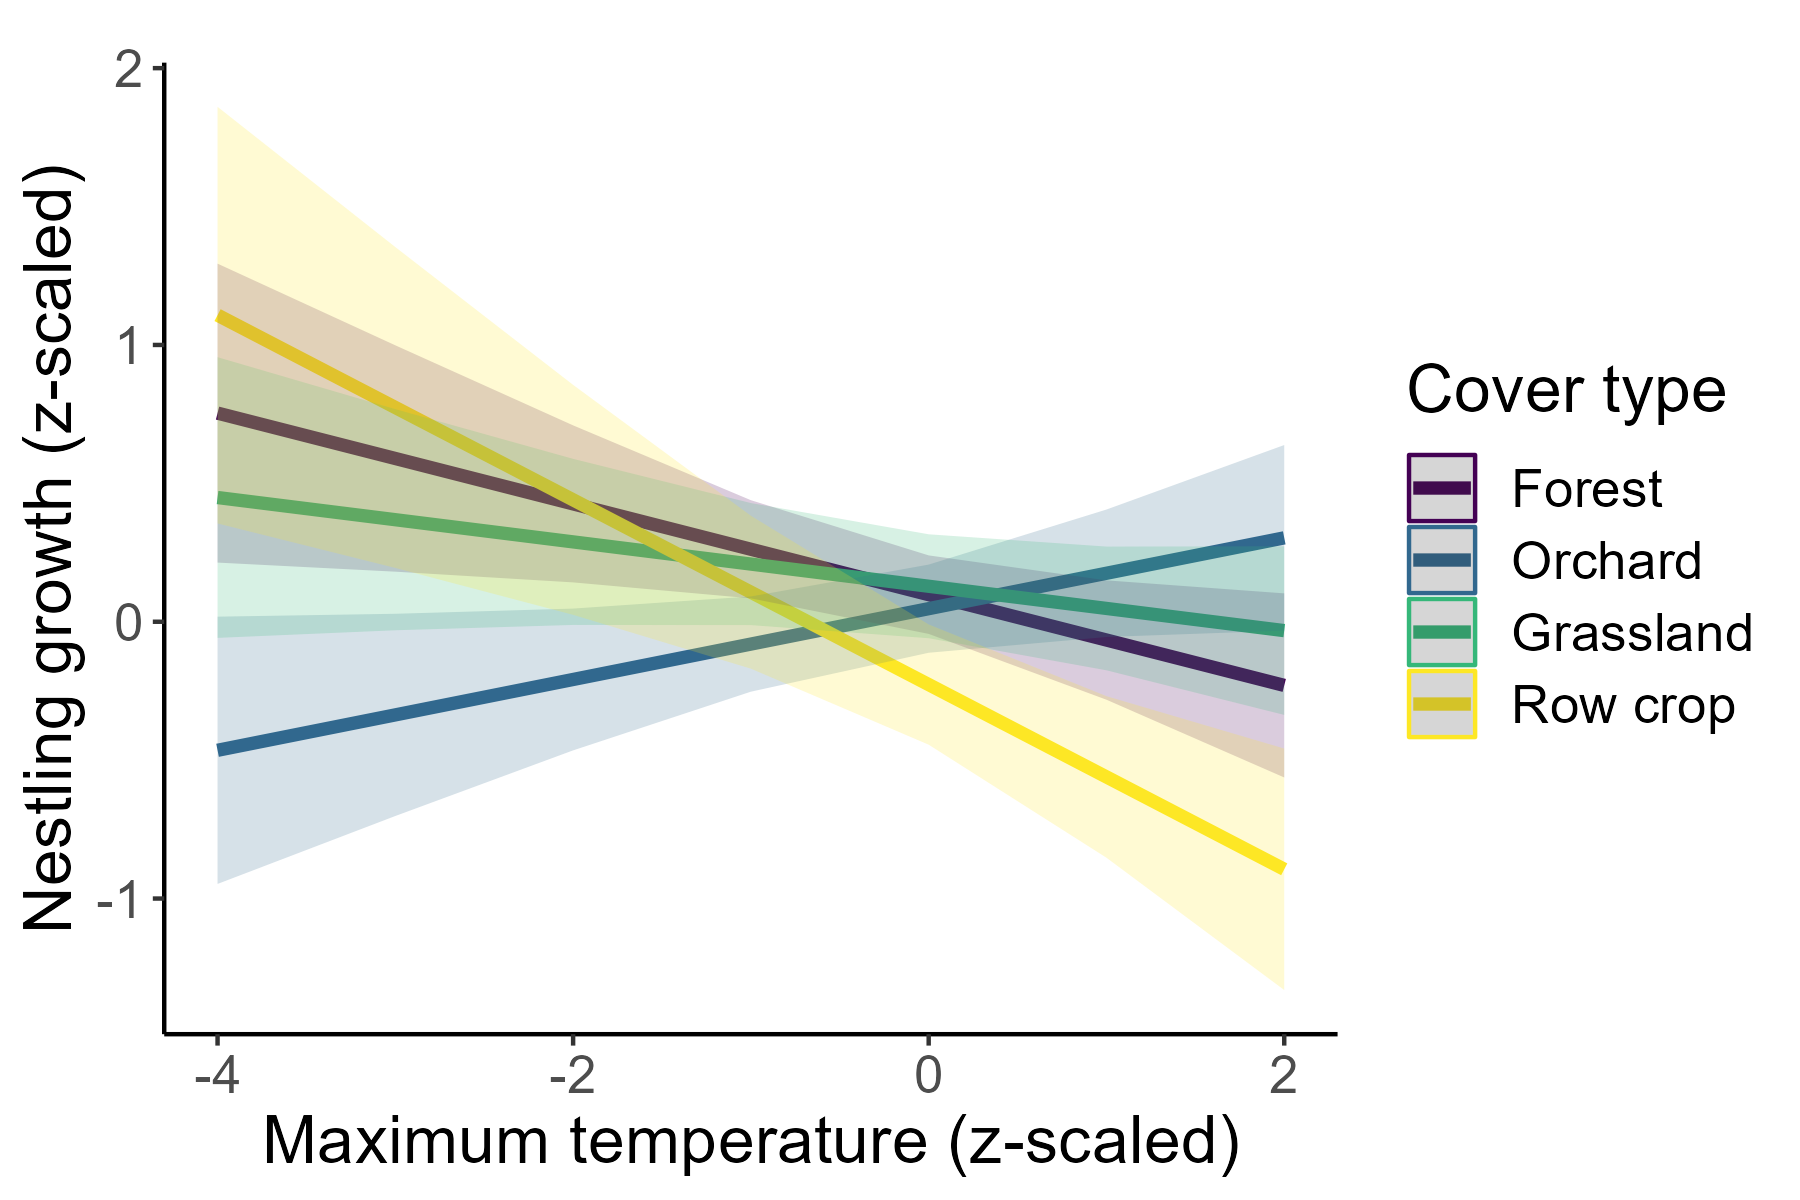 Nestling growth (z-scaled)
2
1
0
-1
-4 -2 0 2
Maximum temperature (z-scaled)
Cover type
Forest
Orchard
Grassland
Row crop